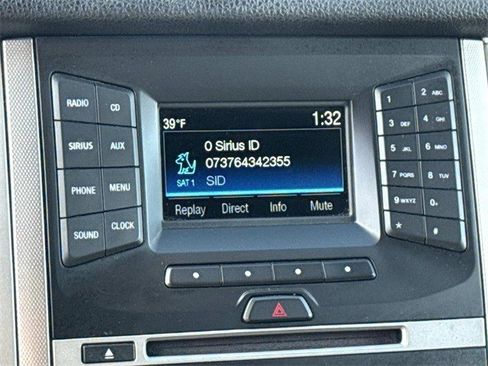 39°F 1:32
0 Sirius ID
073764342355
SAT 1 SID
Replay Direct Info Mute
RADIO CD
SIRIUS AUX
PHONE MENU
SOUND CLOCK
1 2 ABC
3 DEF 4 GHI
5 JKL 6 MNO
7 PQRS 8 TUV
9 WXYZ 0+
* #